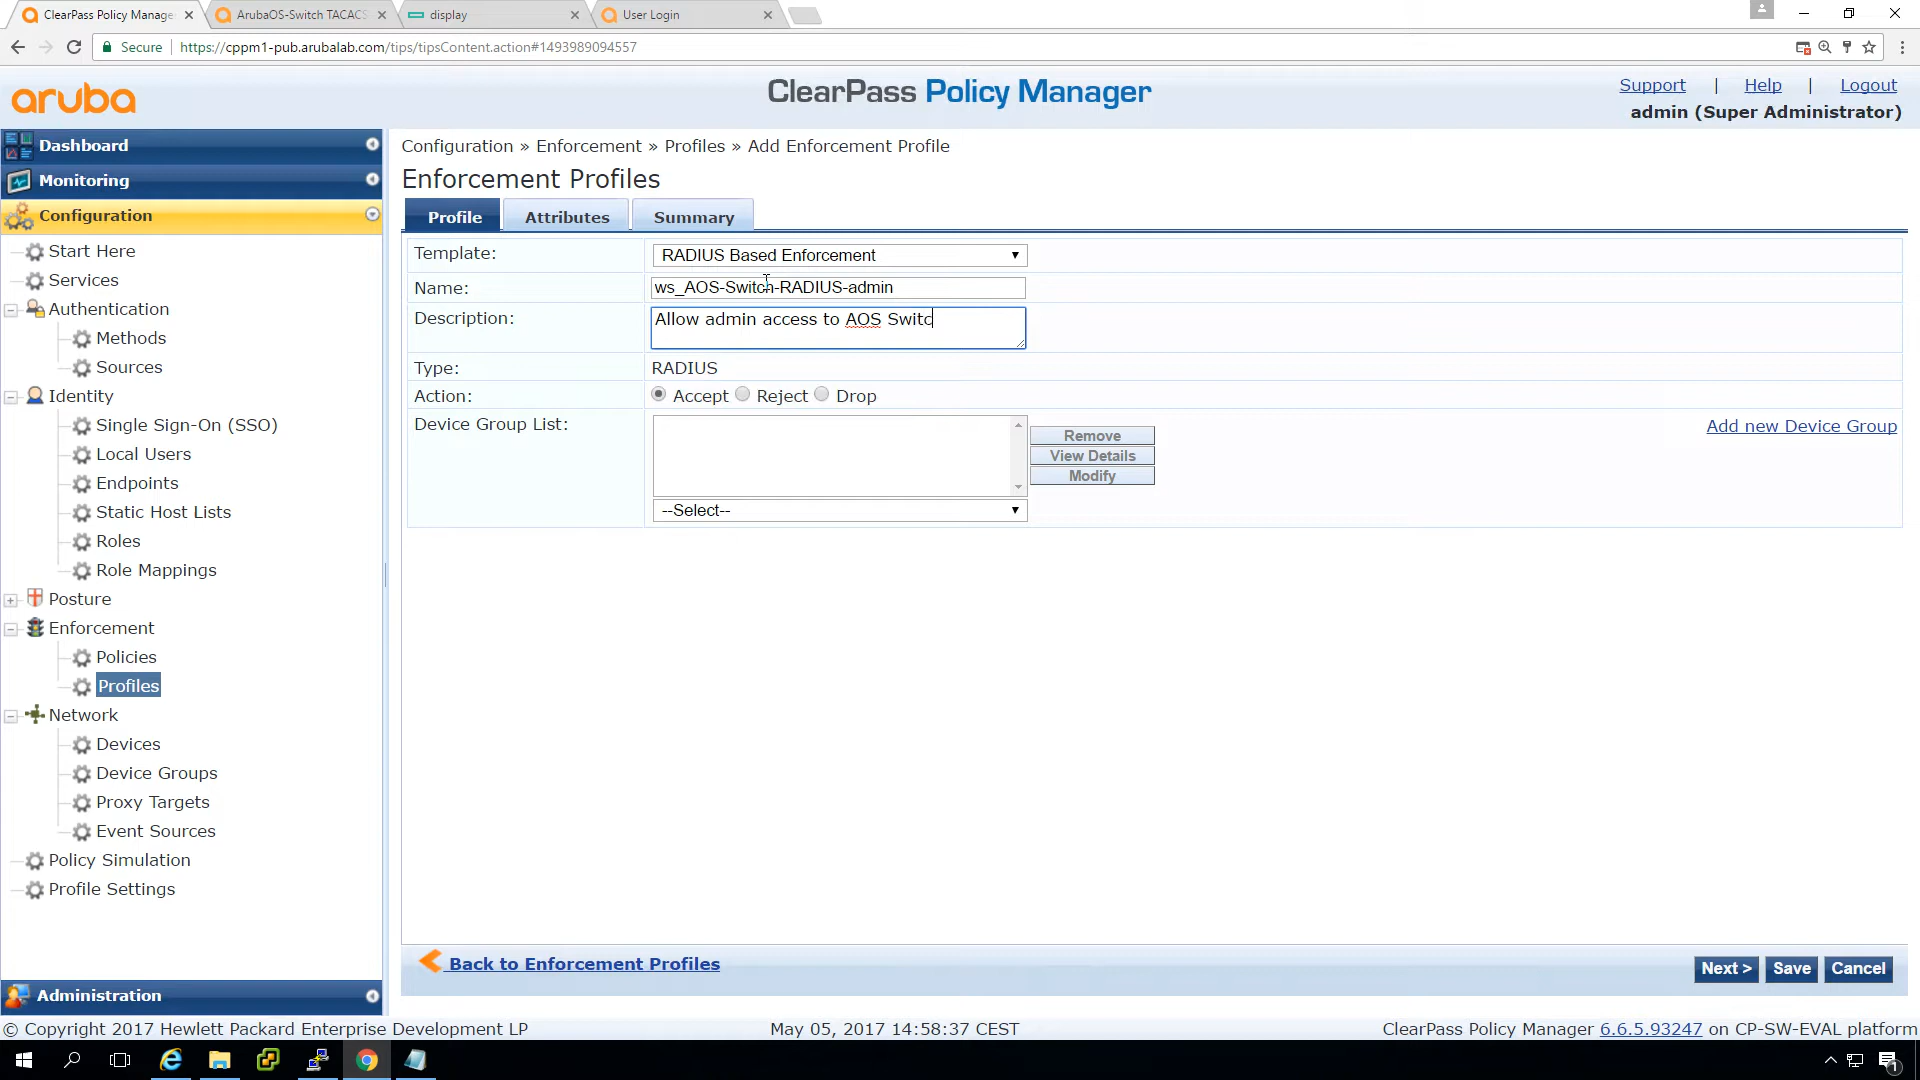 ClearPass Policy Manage
ArubaOS-Switch TACACS
display
User Login
Secure
https://cppm1-pub.arubalab.com/tips/tipsContent.action#1493989094557
aruba
ClearPass Policy Manager
Support | Help | Logout
admin (Super Administrator)
Dashboard
Monitoring
Configuration
Start Here
Services
Authentication
Methods
Sources
Identity
Single Sign-On (SSO)
Local Users
Endpoints
Static Host Lists
Roles
Role Mappings
Posture
Enforcement
Policies
Profiles
Network
Devices
Device Groups
Proxy Targets
Event Sources
Policy Simulation
Profile Settings
Administration
Configuration » Enforcement » Profiles » Add Enforcement Profile
Enforcement Profiles
Profile
Attributes
Summary
Template:
RADIUS Based Enforcement
Name:
ws_AOS-Switch-RADIUS-admin
Description:
Allow admin access to AOS Switc
Type:
RADIUS
Action:
Accept Reject Drop
Device Group List:
Remove
View Details
Modify
Add new Device Group
--Select--
Back to Enforcement Profiles
Next >
Save
Cancel
© Copyright 2017 Hewlett Packard Enterprise Development LP
May 05, 2017 14:58:37 CEST
ClearPass Policy Manager 6.6.5.93247 on CP-SW-EVAL platform
1